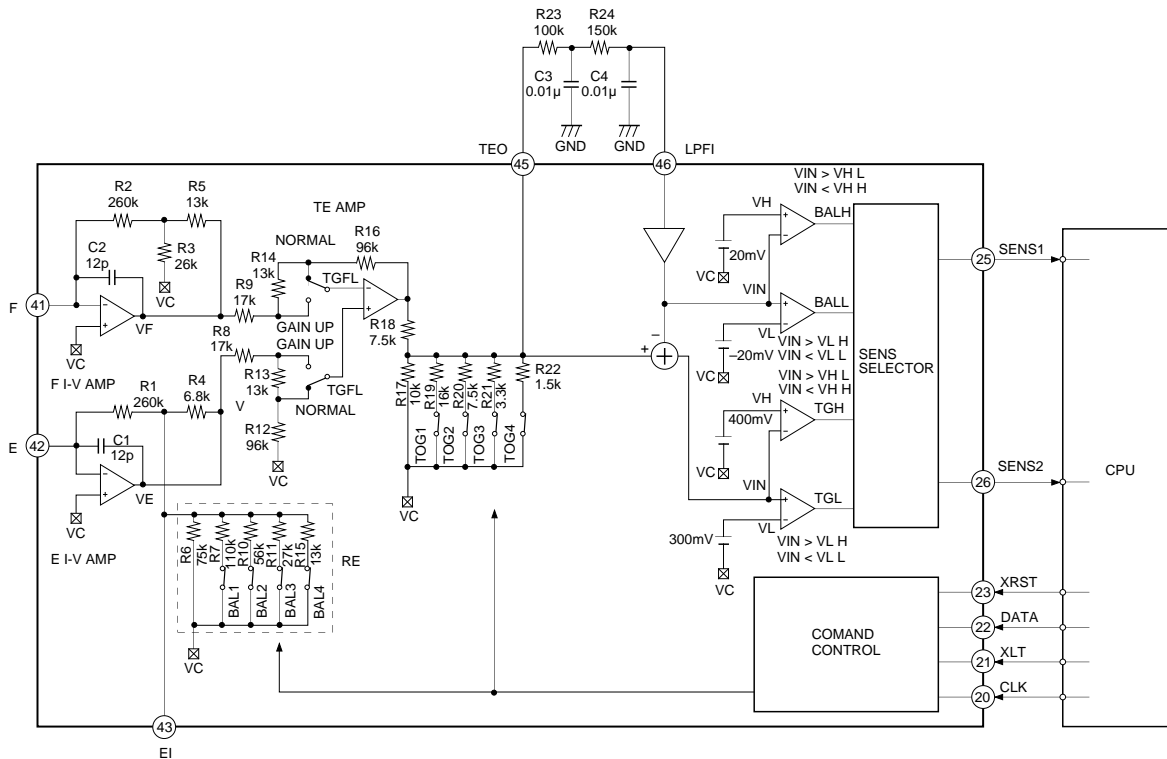 R23
100k
R24
150k
C3
0.01µ
C4
0.01µ
GND
GND
TEO
45
46
LPFI
R2
260k
R5
13k
C2
12p
R3
26k
VC
F
41
VC
VF
F I-V AMP
R9
17k
R8
17k
R14
13k
NORMAL
TGFL
TE AMP
R16
96k
GAIN UP
GAIN UP
TGFL
NORMAL
R13
13k
V
R12
96k
VC
R18
7.5k
R17
10k
R19
16k
R20
7.5k
R21
3.3k
R22
1.5k
TOG1
TOG2
TOG3
TOG4
VC
R1
260k
R4
6.8k
E
42
C1
12p
VE
VC
E I-V AMP
R6
75k
R7
110k
R10
56k
R11
27k
R15
13k
BAL1
BAL2
BAL3
BAL4
RE
VC
43
EI
–
+
VIN > VH L
VIN < VH H
VH
BALH
20mV
VC
VIN
BALL
VL
–20mV
VC
VIN > VL H
VIN < VL L
VIN > VH L
VIN < VH H
VH
TGH
400mV
VC
VIN
TGL
VL
300mV
VC
VIN > VL H
VIN < VL L
SENS
SELECTOR
25
SENS1
26
SENS2
CPU
COMAND
CONTROL
23
XRST
22
DATA
21
XLT
20
CLK